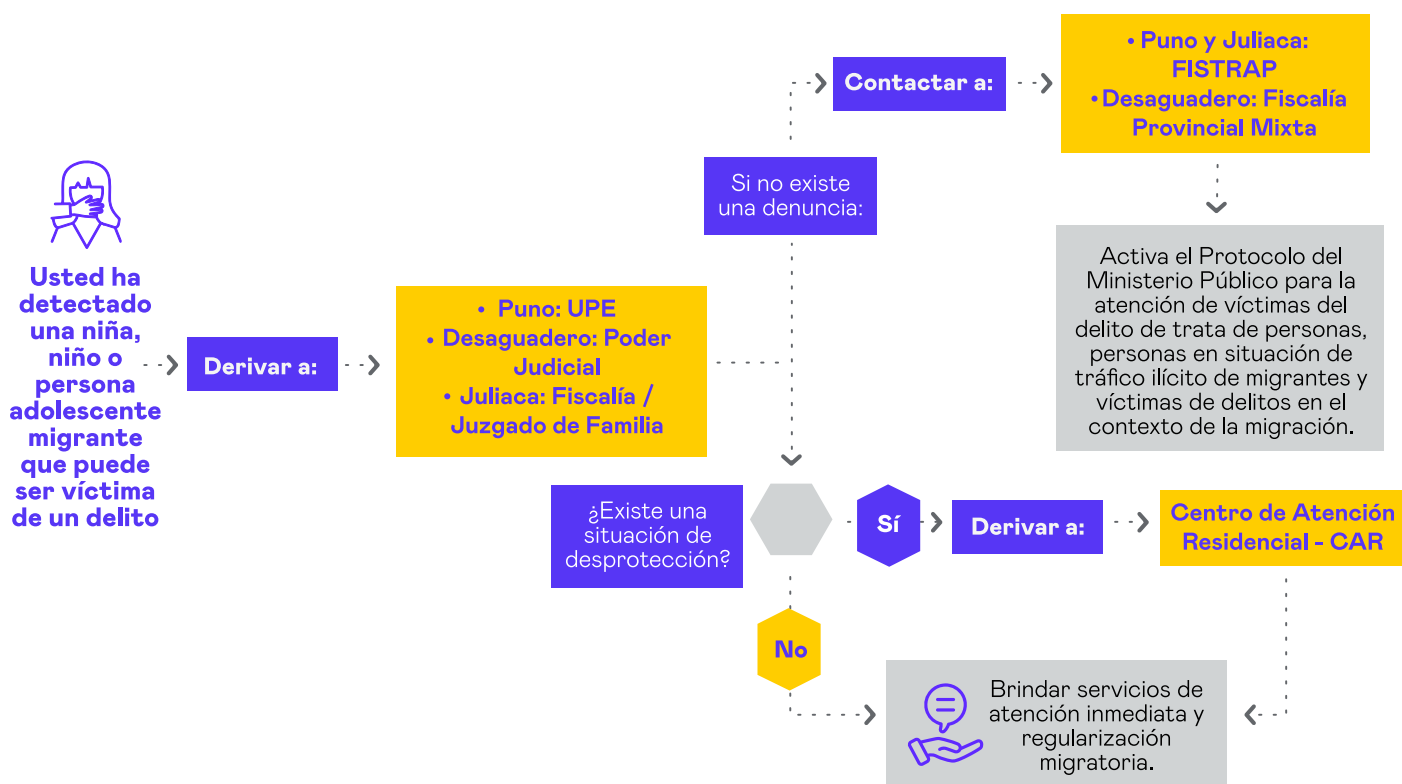 Usted ha
detectado
una niña,
niño o
persona
adolescente
migrante
que puede
ser víctima
de un delito
Derivar a:
• Puno: UPE
• Desaguadero: Poder
Judicial
• Juliaca: Fiscalía /
Juzgado de Familia
Si no existe
una denuncia:
Contactar a:
• Puno y Juliaca:
FISTRAP
• Desaguadero: Fiscalía
Provincial Mixta
Activa el Protocolo del
Ministerio Público para la
atención de víctimas del
delito de trata de personas,
personas en situación de
tráfico ilícito de migrantes y
víctimas de delitos en el
contexto de la migración.
¿Existe una
situación de
desprotección?
Sí
Derivar a:
Centro de Atención
Residencial - CAR
No
Brindar servicios de
atención inmediata y
regularización
migratoria.